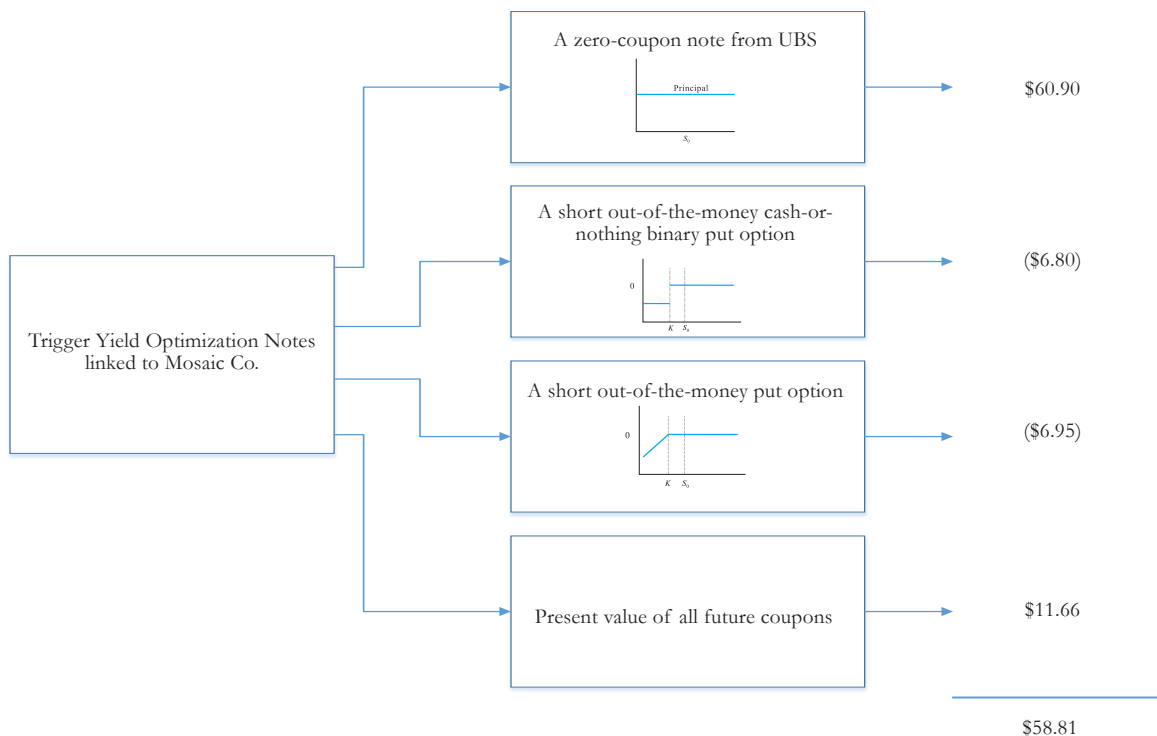 A zero-coupon note from UBS
Principal
S0
$60.90
A short out-of-the-money cash-or-
nothing binary put option
0
K S0
($6.80)
Trigger Yield Optimization Notes
linked to Mosaic Co.
A short out-of-the-money put option
0
K S0
($6.95)
Present value of all future coupons
$11.66
$58.81